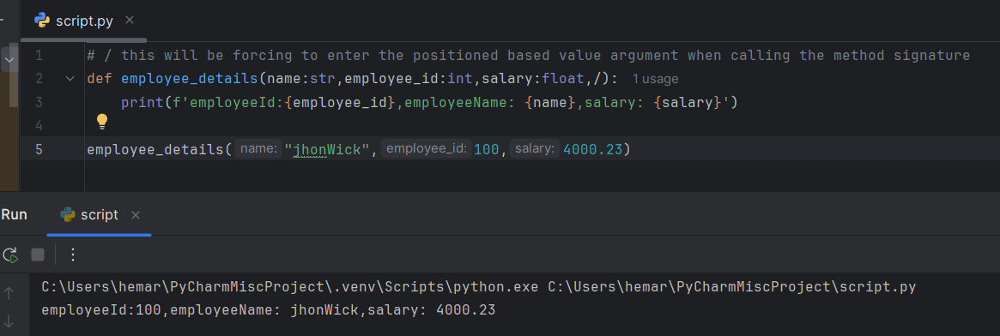 script.py
1 # / this will be forcing to enter the positioned based value argument when calling the method signature
2 def employee_details(name:str,employee_id:int,salary:float,/): 1 usage
3 print(f'employeeId:{employee_id},employeeName: {name},salary: {salary}')
4
5 employee_details( name: "jhonWick", employee_id: 100, salary: 4000.23)
Run script
C:\Users\hemar\PyCharmMiscProject\.venv\Scripts\python.exe C:\Users\hemar\PyCharmMiscProject\script.py
employeeId:100,employeeName: jhonWick,salary: 4000.23